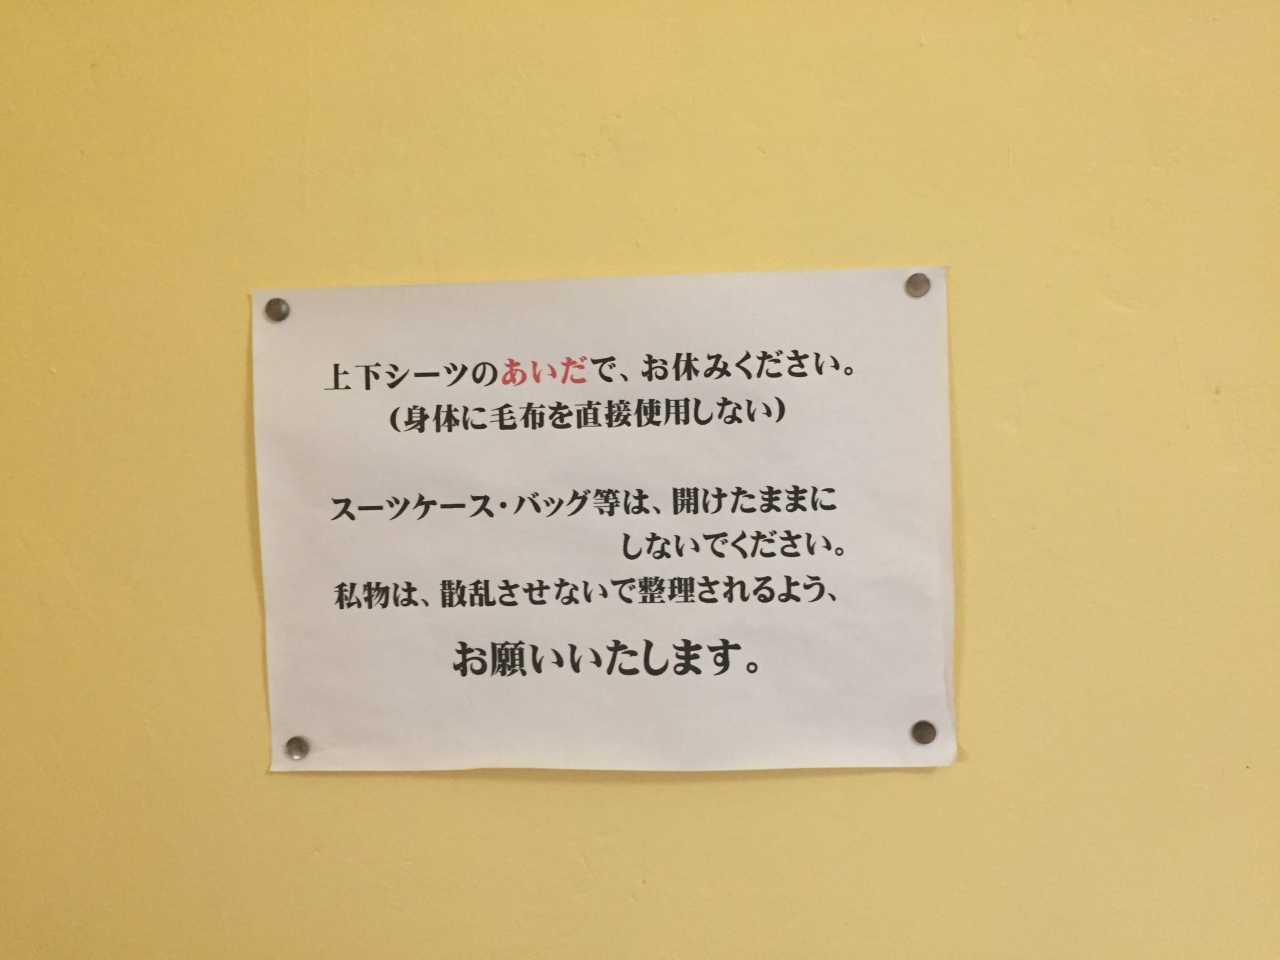 上下シーツのあいだで、お休みください。
(身体に毛布を直接使用しない)
スーツケース・バッグ等は、開けたままに
しないでください。
私物は、散乱させないで整理されるよう、
お願いいたします。